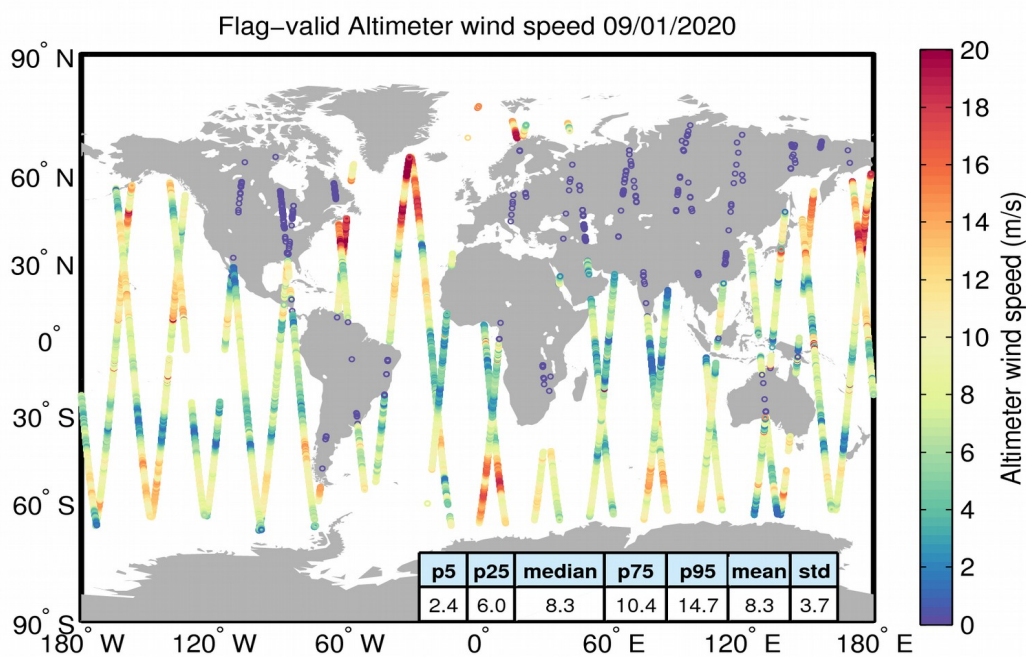 Flag-valid Altimeter wind speed 09/01/2020
90° N
60° N
30° N
0°
30° S
60° S
90° S
180° W
120° W
60° W
0°
60° E
120° E
180° E
p5 p25 median p75 p95 mean std
2.4 6.0 8.3 10.4 14.7 8.3 3.7
20
18
16
14
12
10
8
6
4
2
0
Altimeter wind speed (m/s)